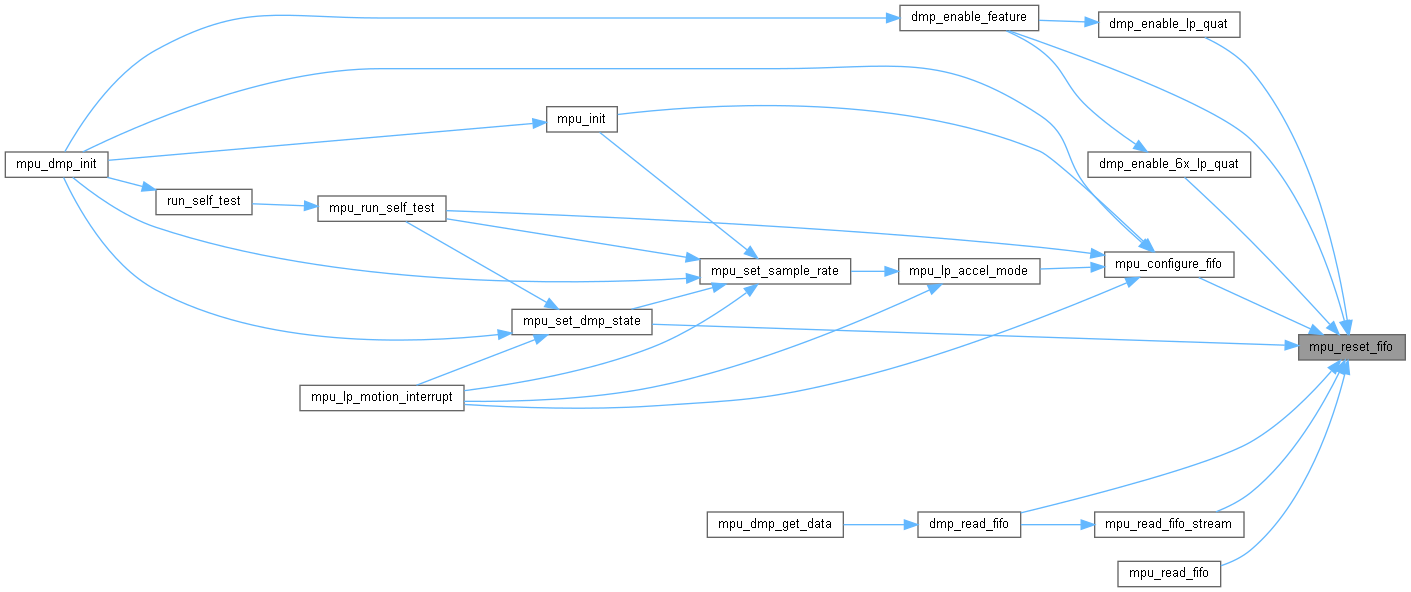 dmp_enable_feature
dmp_enable_lp_quat
mpu_init
mpu_dmp_init
dmp_enable_6x_lp_quat
run_self_test
mpu_run_self_test
mpu_set_sample_rate
mpu_lp_accel_mode
mpu_configure_fifo
mpu_set_dmp_state
mpu_reset_fifo
mpu_lp_motion_interrupt
mpu_dmp_get_data
dmp_read_fifo
mpu_read_fifo_stream
mpu_read_fifo